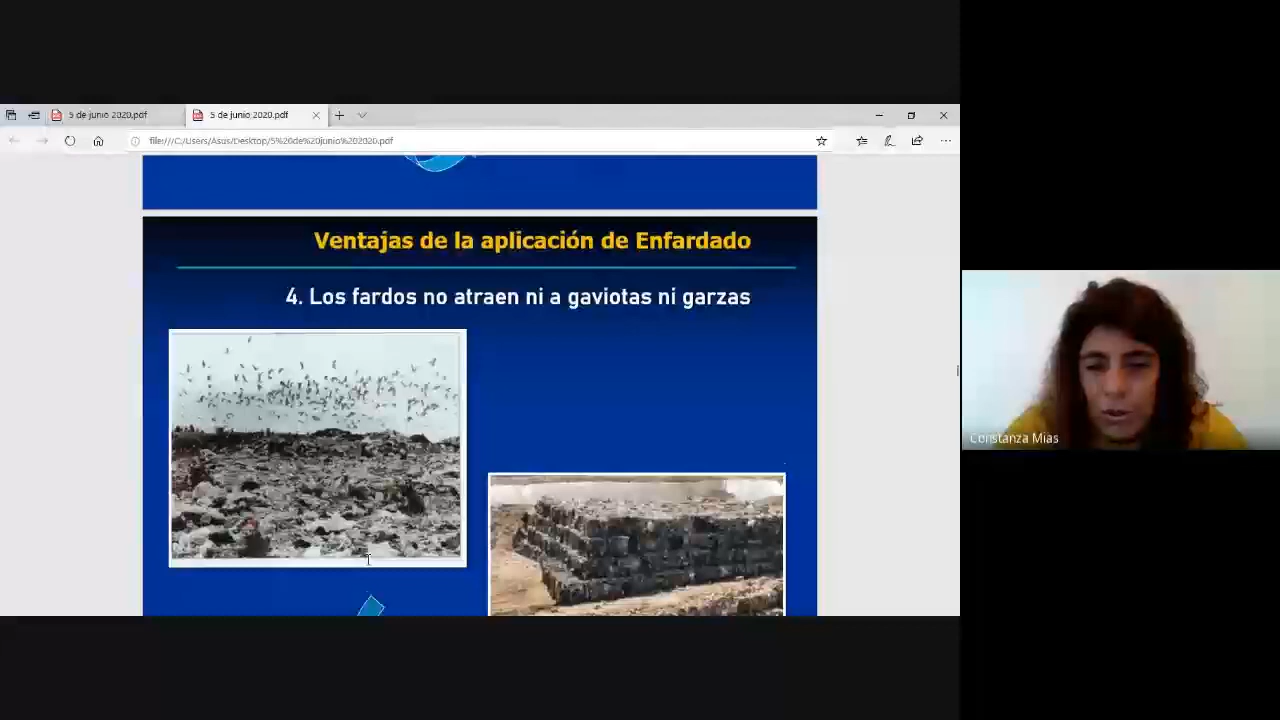 5 de junio 2020.pdf
5 de junio 2020.pdf
file:///C:/Users/Asus/Desktop/5%20de%20junio%202020.pdf
Ventajas de la aplicación de Enfardado
4. Los fardos no atraen ni a gaviotas ni garzas
Constanza Mias